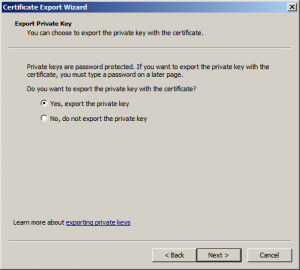 Certificate Export Wizard
Export Private Key
You can choose to export the private key with the certificate.
Private keys are password protected. If you want to export the private key with the
certificate, you must type a password on a later page.
Do you want to export the private key with the certificate?
Yes, export the private key
No, do not export the private key
Learn more about exporting private keys
< Back
Next >
Cancel